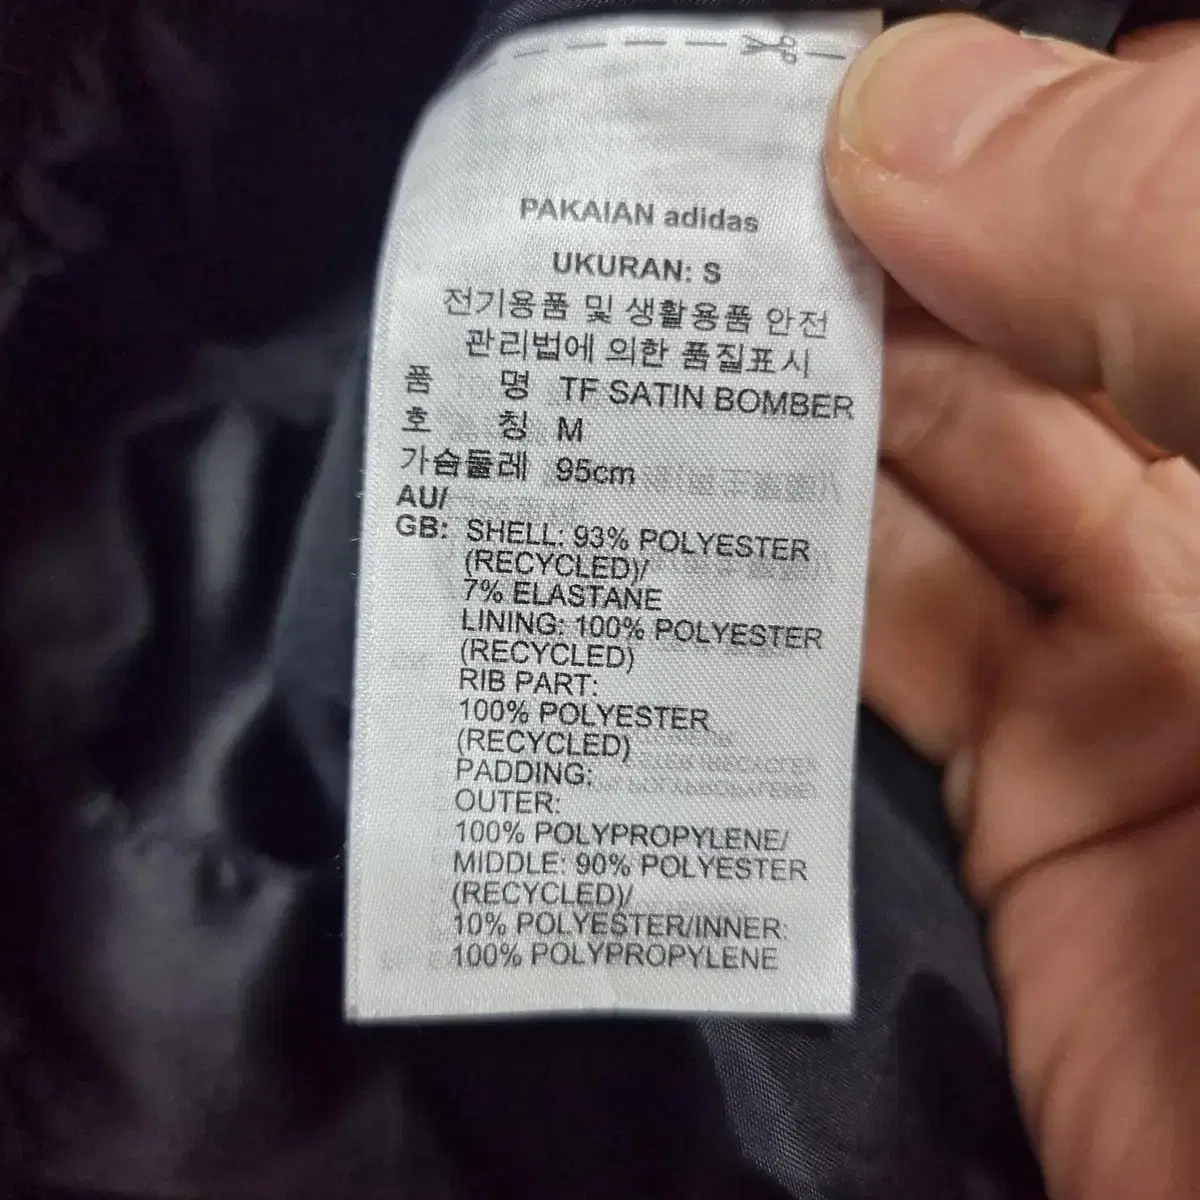 PAKAIAN adidas
UKURAN: S
전기용품 및 생활용품 안전
관리법에 의한 품질표시
품 명 TF SATIN BOMBER
호 칭 M
가슴둘레 95cm
AU/
GB: SHELL: 93% POLYESTER
(RECYCLED)/
7% ELASTANE
LINING: 100% POLYESTER
(RECYCLED)
RIB PART:
100% POLYESTER
(RECYCLED)
PADDING:
OUTER:
100% POLYPROPYLENE/
MIDDLE: 90% POLYESTER
(RECYCLED)/
10% POLYESTER/INNER:
100% POLYPROPYLENE